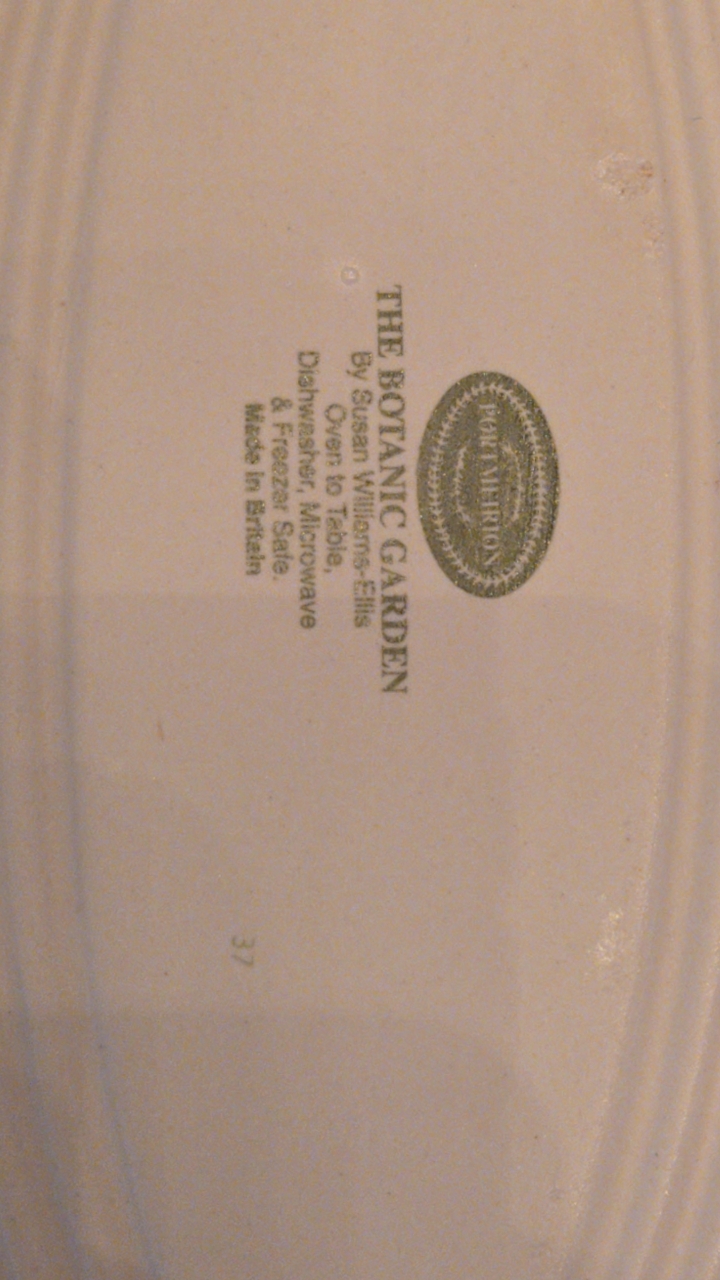 PORTMEIRION
THE BOTANIC GARDEN
By Susan Williams-Ellis
Oven to Table,
Dishwasher, Microwave
& Freezer Safe.
Made in Britain
37